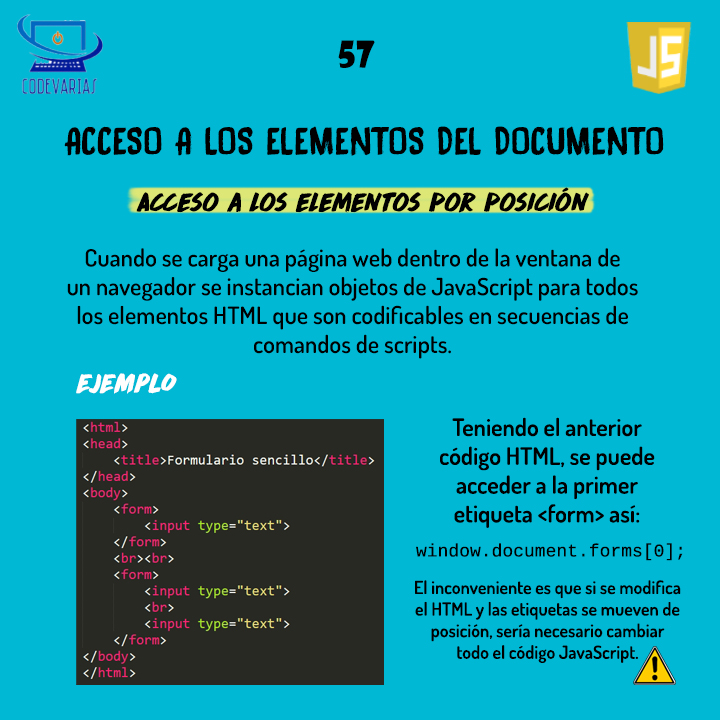 CODEVARIAS
57
JS
ACCESO A LOS ELEMENTOS DEL DOCUMENTO
ACCESO A LOS ELEMENTOS POR POSICIÓN
Cuando se carga una página web dentro de la ventana de
un navegador se instancian objetos de JavaScript para todos
los elementos HTML que son codificables en secuencias de
comandos de scripts.
EJEMPLO
<html>
<head>
    <title>Formulario sencillo</title>
</head>
<body>
    <form>
        <input type="text">
    </form>
    <br><br>
    <form>
        <input type="text">
        <br>
        <input type="text">
    </form>
</body>
</html>
Teniendo el anterior
código HTML, se puede
acceder a la primer
etiqueta <form> así:
window.document.forms[0];
El inconveniente es que si se modifica
el HTML y las etiquetas se mueven de
posición, sería necesario cambiar
todo el código JavaScript.
!